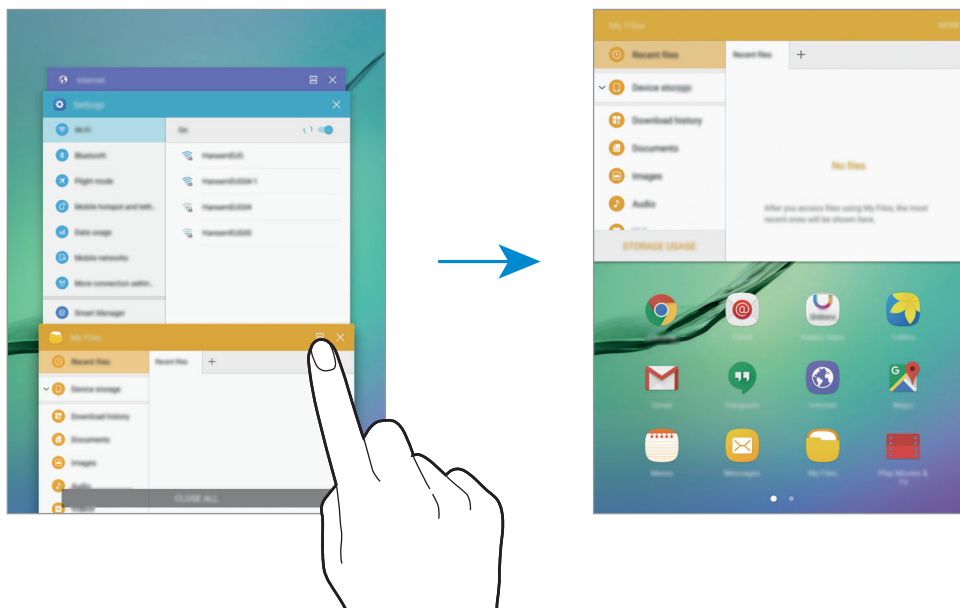 Internet
Settings
Wi-Fi
On
Bluetooth
Flight mode
Mobile hotspot and teth..
Data usage
Mobile networks
More connection settin..
Smart Manager
My Files
Recent files
Recent files
+
Device storage
Download history
Documents
Images
Audio
Videos
CLOSE ALL
My Files
MORE
Recent files
Recent files
+
Device storage
Download history
Documents
Images
Audio
STORAGE USAGE
No files
After you access files using My Files, the most
recent ones will be shown here.
Chrome
Email
Galaxy Apps
Gallery
Gmail
Hangouts
Internet
Maps
Memo
Messages
My Files
Play Movies &
TV